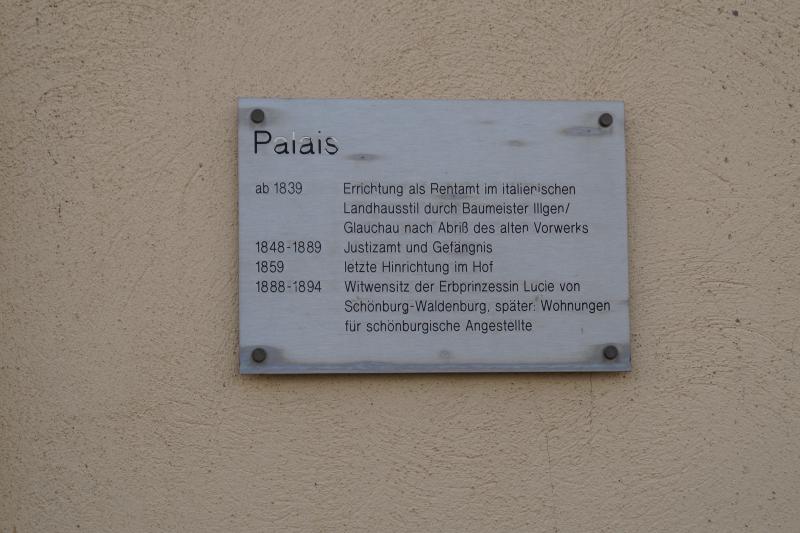 Palais
ab 1839 Errichtung als Rentamt im italienischen
Landhausstil durch Baumeister Illgen/
Glauchau nach Abriß des alten Vorwerks
1848-1889 Justizamt und Gefängnis
1859 letzte Hinrichtung im Hof
1888-1894 Witwensitz der Erbprinzessin Lucie von
Schönburg-Waldenburg, später: Wohnungen
für schönburgische Angestellte